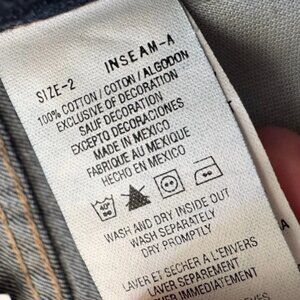 SIZE-2 INSEAM-A
100% COTTON / COTON / ALGODON
EXCLUSIVE OF DECORATION
SAUF DECORATION
EXCEPTO DECORACIONES
MADE IN MEXICO
FABRIQUE AU MEXIQUE
HECHO EN MEXICO
WASH AND DRY INSIDE OUT
WASH SEPARATELY
DRY PROMPTLY
LAVER ET SÉCHER À L'ENVERS
LAVER SEPAREMENT
IMMEDIATEMENT